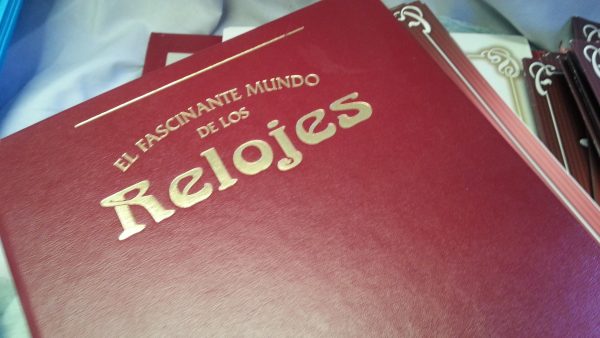 EL FASCINANTE MUNDO
DE LOS
Relojes